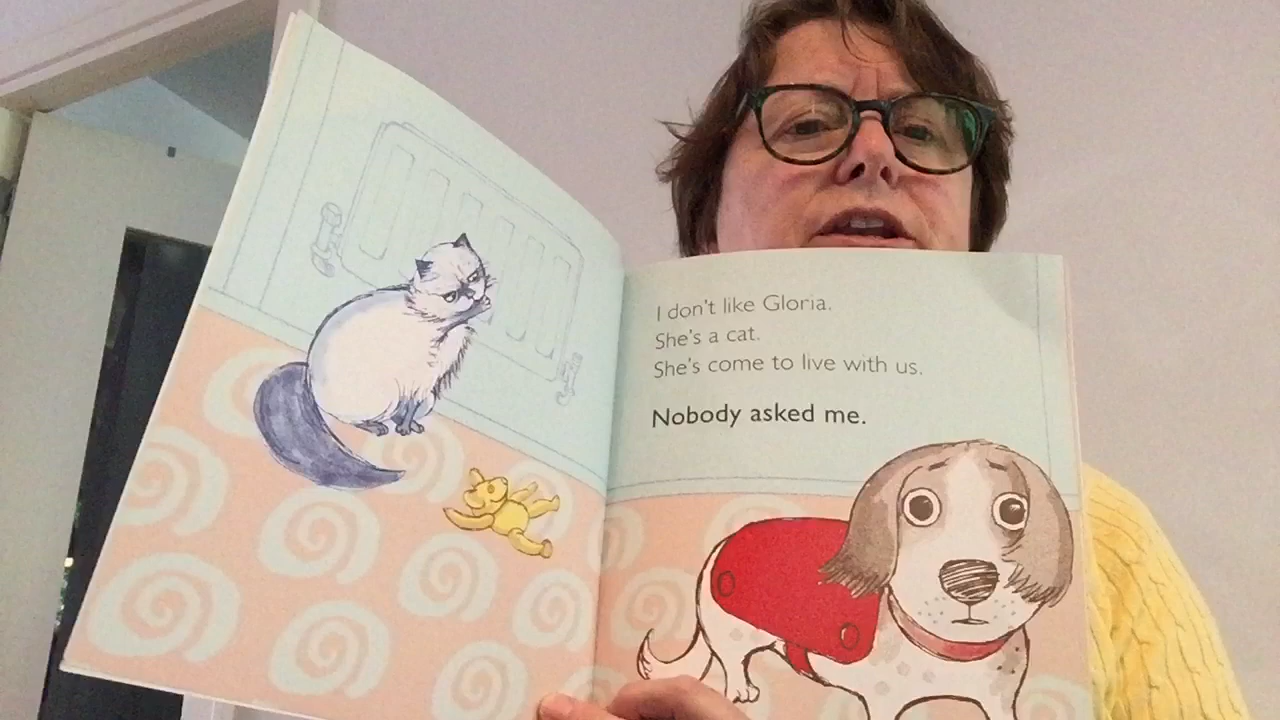 I don't like Gloria.
She's a cat.
She's come to live with us.
Nobody asked me.